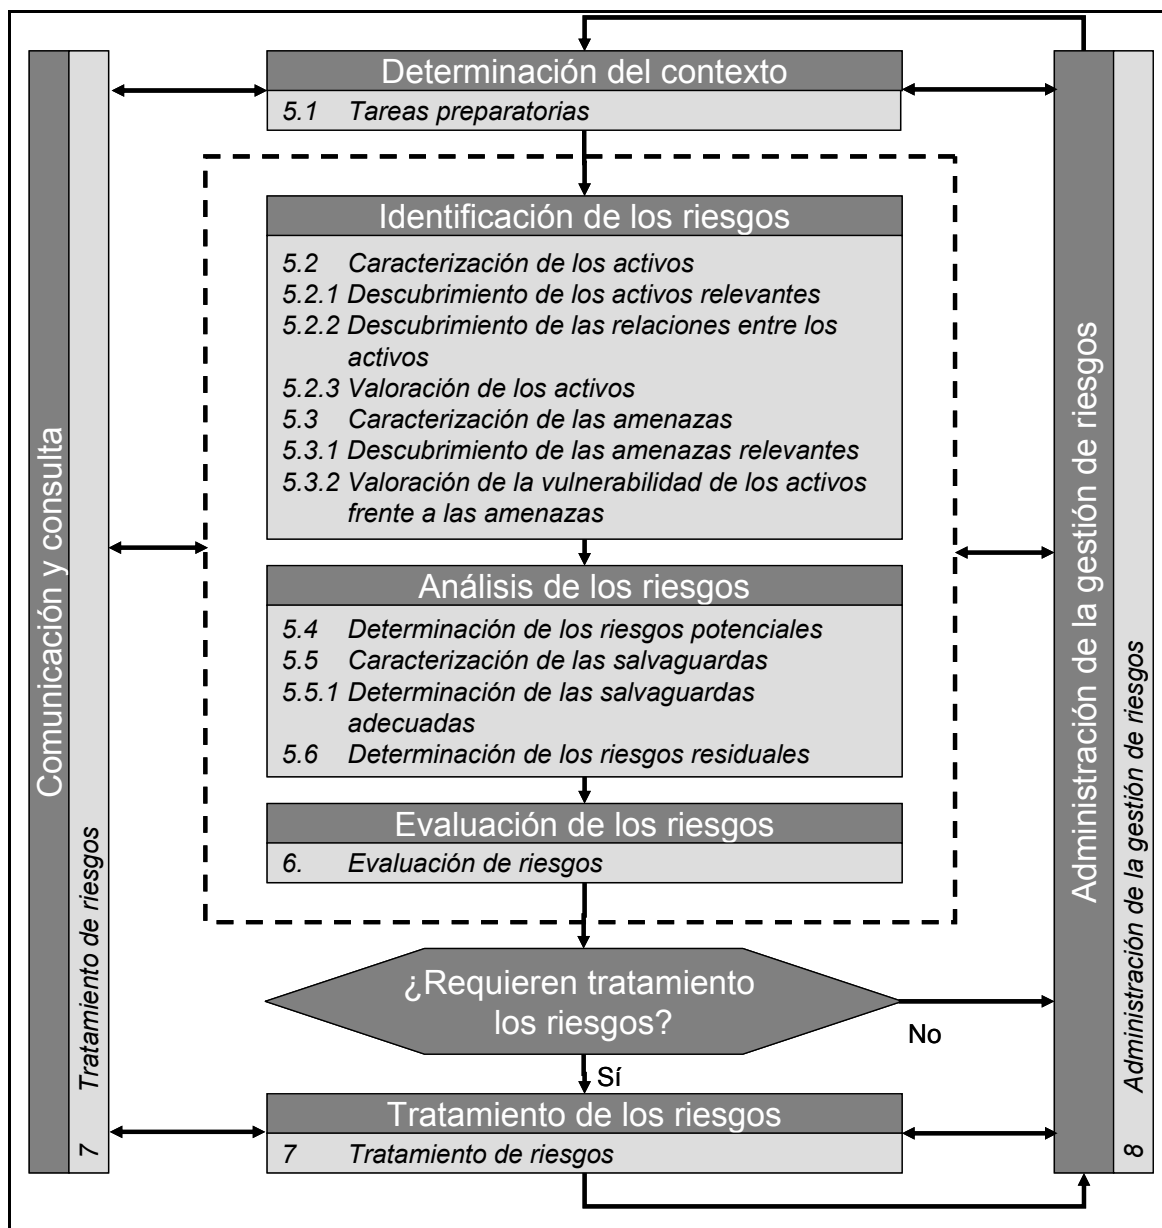 Determinación del contexto
5.1 Tareas preparatorias
Identificación de los riesgos
5.2 Caracterización de los activos
5.2.1 Descubrimiento de los activos relevantes
5.2.2 Descubrimiento de las relaciones entre los
activos
5.2.3 Valoración de los activos
5.3 Caracterización de las amenazas
5.3.1 Descubrimiento de las amenazas relevantes
5.3.2 Valoración de la vulnerabilidad de los activos
frente a las amenazas
Análisis de los riesgos
5.4 Determinación de los riesgos potenciales
5.5 Caracterización de las salvaguardas
5.5.1 Determinación de las salvaguardas
adecuadas
5.6 Determinación de los riesgos residuales
Evaluación de los riesgos
6. Evaluación de riesgos
¿Requieren tratamiento
los riesgos?
No
Sí
Tratamiento de los riesgos
7 Tratamiento de riesgos
Comunicación y consulta
7 Tratamiento de riesgos
Administración de la gestión de riesgos
8 Administración de la gestión de riesgos